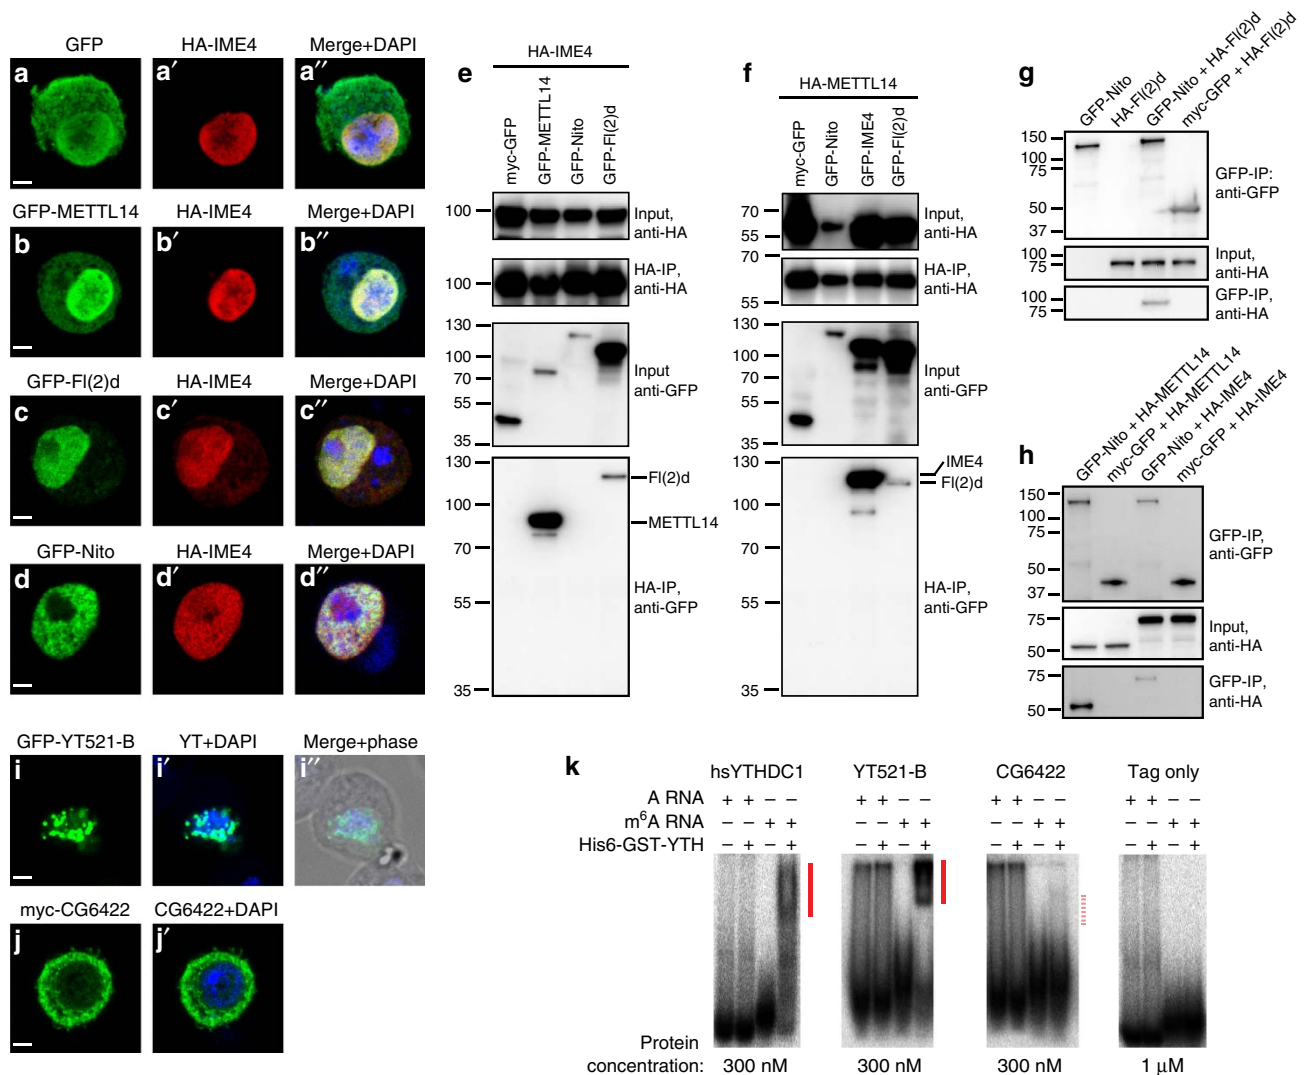 GFP HA-IME4 Merge+DAPI
a a′ a″
GFP-METTL14 HA-IME4 Merge+DAPI
b b′ b″
GFP-Fl(2)d HA-IME4 Merge+DAPI
c c′ c″
GFP-Nito HA-IME4 Merge+DAPI
d d′ d″
e
HA-IME4
myc-GFP
GFP-METTL14
GFP-Nito
GFP-Fl(2)d
100
Input,
anti-HA
100
HA-IP,
anti-HA
130
100
70
55
35
Input
anti-GFP
130
100
70
55
35
Fl(2)d
METTL14
HA-IP,
anti-GFP
f
HA-METTL14
myc-GFP
GFP-Nito
GFP-IME4
GFP-Fl(2)d
70
55
Input,
anti-HA
70
55
HA-IP,
anti-HA
130
100
70
55
35
Input
anti-GFP
130
100
70
55
35
IME4
Fl(2)d
HA-IP,
anti-GFP
g
GFP-Nito
HA-Fl(2)d
GFP-Nito + HA-Fl(2)d
myc-GFP + HA-Fl(2)d
150
100
75
50
37
GFP-IP:
anti-GFP
100
75
Input,
anti-HA
100
75
GFP-IP,
anti-HA
h
GFP-Nito + HA-METTL14
myc-GFP + HA-METTL14
GFP-Nito + HA-IME4
myc-GFP + HA-IME4
150
100
50
37
GFP-IP,
anti-GFP
75
50
Input,
anti-HA
75
50
GFP-IP,
anti-HA
GFP-YT521-B YT+DAPI Merge+phase
i i′ i″
myc-CG6422 CG6422+DAPI
j j′
k
hsYTHDC1 YT521-B CG6422 Tag only
A RNA + + − − + + − − + + − − + + − −
m⁶A RNA − − + + − − + + − − + + − − + +
His6-GST-YTH − + − + − + − + − + − + − + − +
Protein
concentration: 300 nM 300 nM 300 nM 1 µM